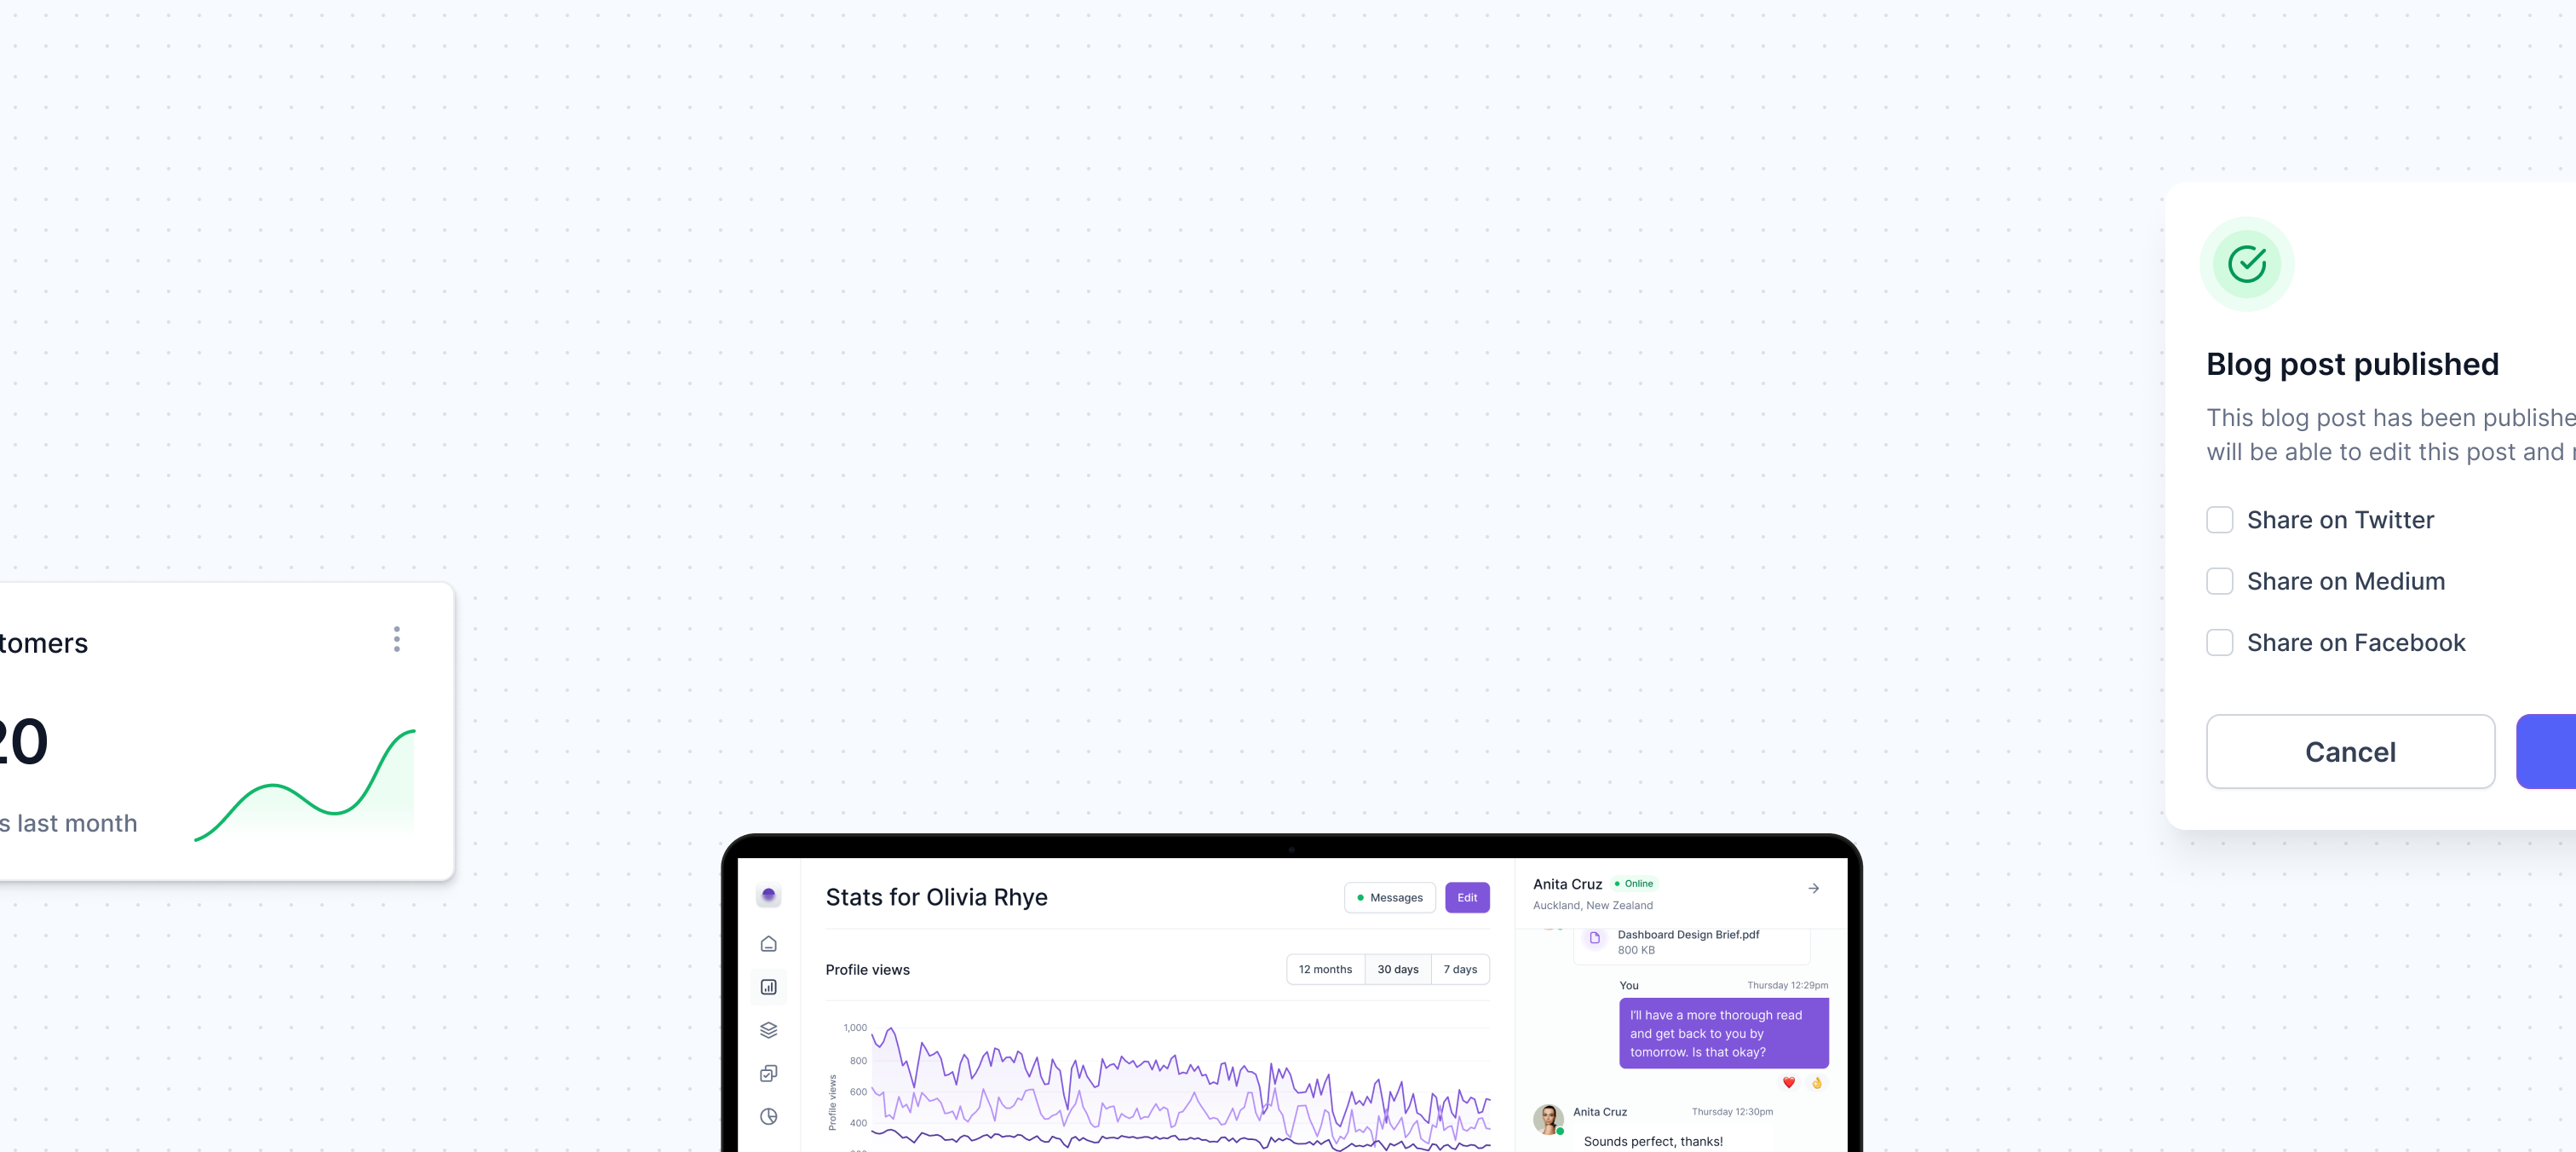 Blog post published
This blog post has been
will be able to edit this post and
Share on Twitter
Share on Medium
Share on Facebook
Cancel
20
last month
Stats for Olivia Rhye
Messages
Edit
Profile views
12 months
30 days
7 days
1,000
800
600
400
Profile views
Anita Cruz
Online
Auckland, New Zealand
Dashboard Design Brief.pdf
800 KB
You
Thursday 12:29pm
I'll have a more thorough read
and get back to you by
tomorrow. Is that okay?
Anita Cruz
Thursday 12:30pm
Sounds perfect, thanks!